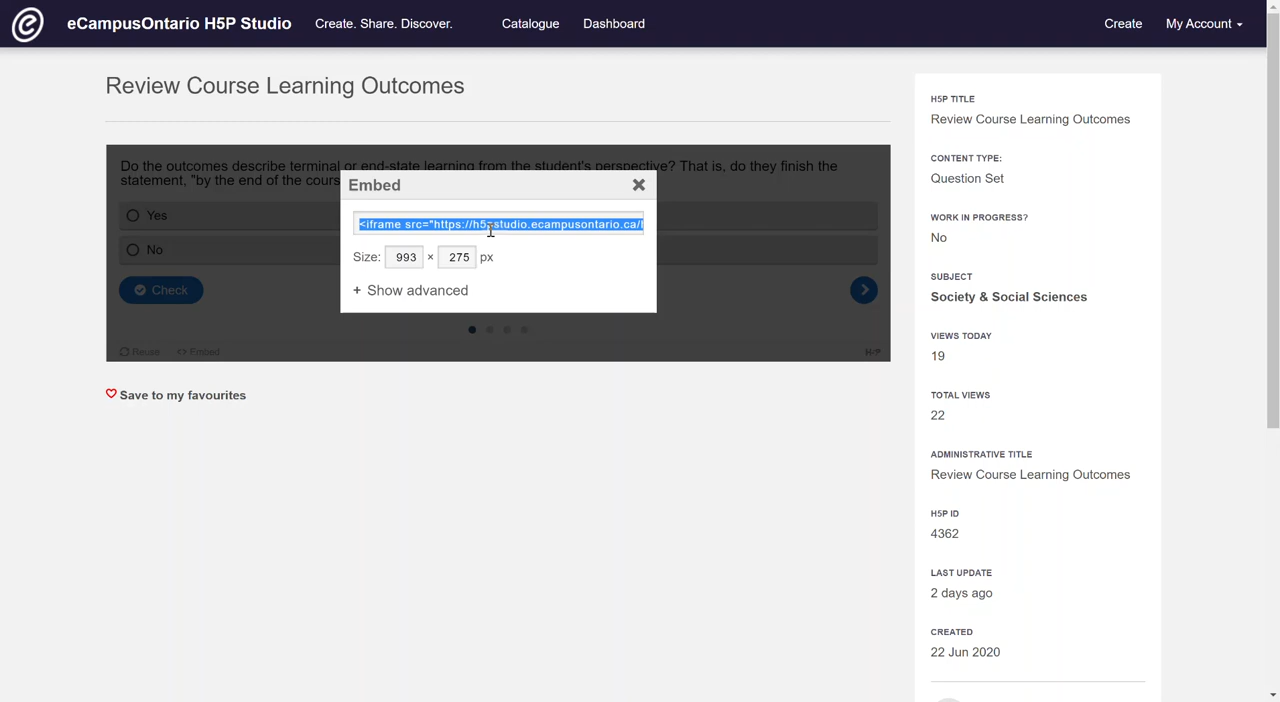 eCampusOntario H5P Studio Create. Share. Discover. Catalogue Dashboard Create My Account
Review Course Learning Outcomes
Do the outcomes describe terminal or end-state learning from the student's perspective? That is, do they finish the
statement, "by the end of the cours
Yes
No
Check
Reuse Embed H5P
Embed
<iframe src="https://h5pstudio.ecampusontario.ca/
Size: 993 × 275 px
+ Show advanced
Save to my favourites
H5P TITLE
Review Course Learning Outcomes
CONTENT TYPE:
Question Set
WORK IN PROGRESS?
No
SUBJECT
Society & Social Sciences
VIEWS TODAY
19
TOTAL VIEWS
22
ADMINISTRATIVE TITLE
Review Course Learning Outcomes
H5P ID
4362
LAST UPDATE
2 days ago
CREATED
22 Jun 2020